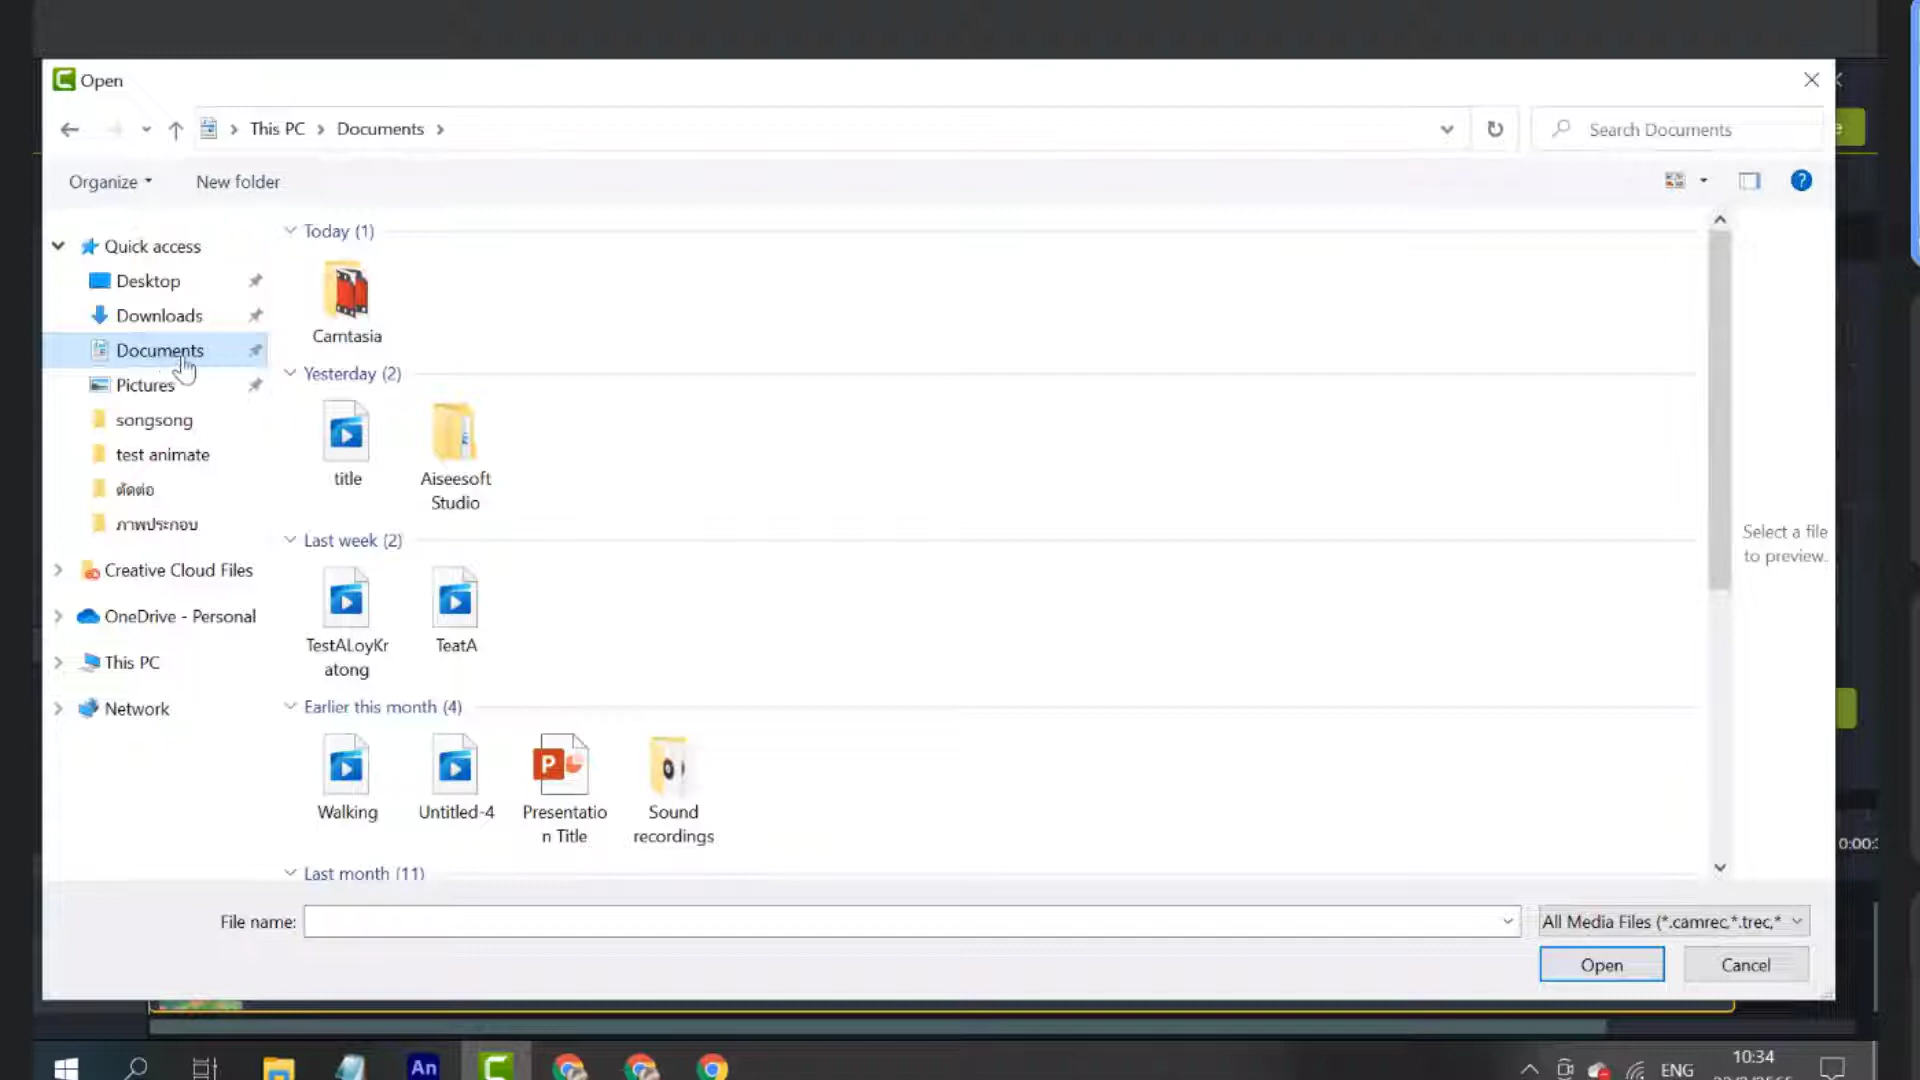 Open
This PC > Documents >
Search Documents
Organize
New folder
Quick access
Desktop
Downloads
Documents
Pictures
songsong
test animate
ตัดต่อ
ภาพประกอบ
Creative Cloud Files
OneDrive - Personal
This PC
Network
Today (1)
Camtasia
Yesterday (2)
title
Aiseesoft
Studio
Last week (2)
TestALoyKr
atong
TeatA
Earlier this month (4)
Walking
Untitled-4
Presentatio
n Title
Sound
recordings
Last month (11)
Select a file
to preview.
File name:
All Media Files (*.camrec,*.trec,*
Open
Cancel
An
ENG
10:34